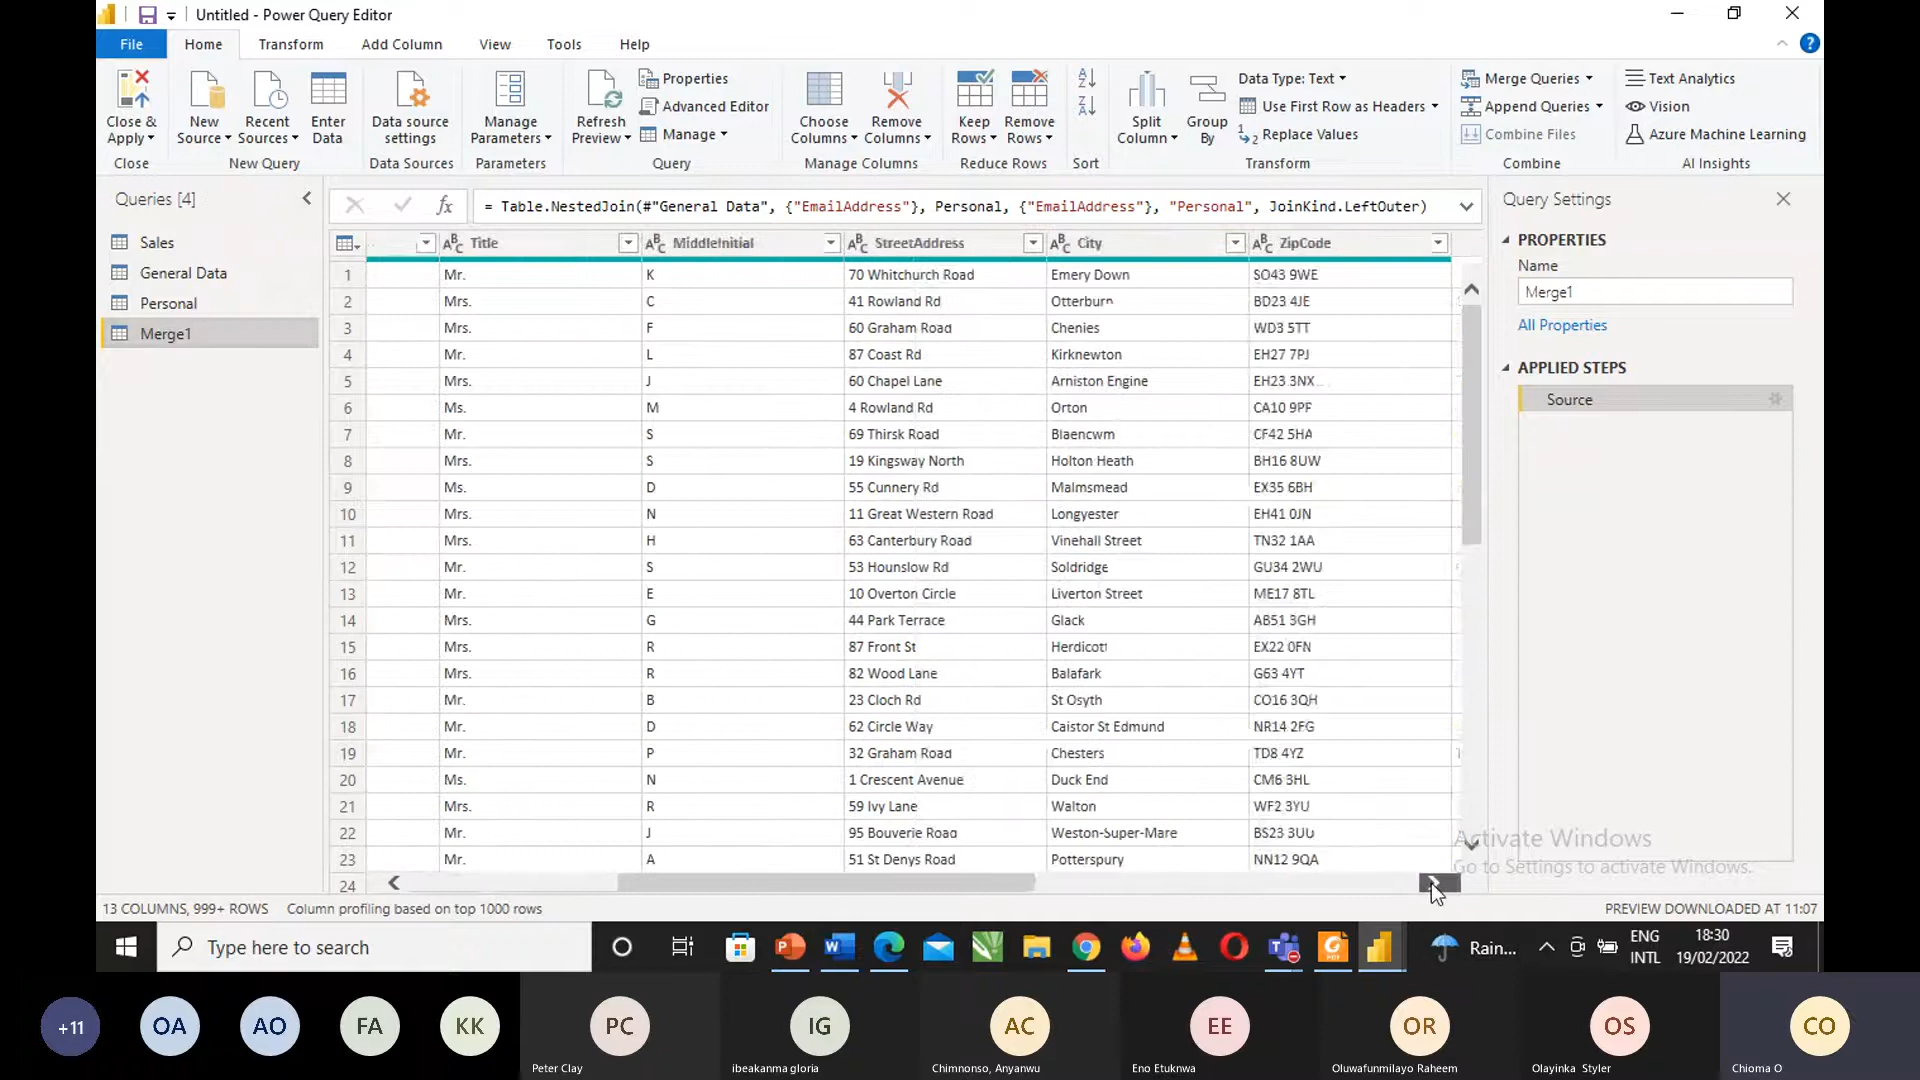 Untitled - Power Query Editor
File Home Transform Add Column View Tools Help
Close & Apply
New Source
Recent Sources
Enter Data
Data source settings
Manage Parameters
Refresh Preview
Properties
Advanced Editor
Manage
Choose Columns
Remove Columns
Keep Rows
Remove Rows
Split Column
Group By
Data Type: Text
Use First Row as Headers
Replace Values
Merge Queries
Append Queries
Combine Files
Text Analytics
Vision
Azure Machine Learning
Close New Query Data Sources Parameters Query Manage Columns Reduce Rows Sort Transform Combine AI Insights
Queries [4]
Sales
General Data
Personal
Merge1
= Table.NestedJoin(#"General Data", {"EmailAddress"}, Personal, {"EmailAddress"}, "Personal", JoinKind.LeftOuter)
Title MiddleInitial StreetAddress City ZipCode
1 Mr. K 70 Whitchurch Road Emery Down SO43 9WE
2 Mrs. C 41 Rowland Rd Otterburn BD23 4JE
3 Mrs. F 60 Graham Road Chenies WD3 5TT
4 Mr. L 87 Coast Rd Kirknewton EH27 7PJ
5 Mrs. J 60 Chapel Lane Arniston Engine EH23 3NX
6 Ms. M 4 Rowland Rd Orton CA10 9PF
7 Mr. S 69 Thirsk Road Blaencwm CF42 5HA
8 Mrs. S 19 Kingsway North Holton Heath BH16 8UW
9 Ms. D 55 Cunnery Rd Malmsmead EX35 6BH
10 Mrs. N 11 Great Western Road Longyester EH41 0JN
11 Mrs. H 63 Canterbury Road Vinehall Street TN32 1AA
12 Mr. S 53 Hounslow Rd Soldridge GU34 2WU
13 Mr. E 10 Overton Circle Liverton Street ME17 8TL
14 Mrs. G 44 Park Terrace Glack AB51 3GH
15 Mrs. R 87 Front St Herdicott EX22 0FN
16 Mrs. R 82 Wood Lane Balafark G63 4YT
17 Mr. B 23 Cloch Rd St Osyth CO16 3QH
18 Mr. D 62 Circle Way Caistor St Edmund NR14 2FG
19 Mr. P 32 Graham Road Chesters TD8 4YZ
20 Ms. N 1 Crescent Avenue Duck End CM6 3HL
21 Mrs. R 59 Ivy Lane Walton WF2 3YU
22 Mr. J 95 Bouverie Road Weston-Super-Mare BS23 3UU
23 Mr. A 51 St Denys Road Potterspury NN12 9QA
24
Query Settings
PROPERTIES
Name
Merge1
All Properties
APPLIED STEPS
Source
Activate Windows
Go to Settings to activate Windows.
13 COLUMNS, 999+ ROWS Column profiling based on top 1000 rows
PREVIEW DOWNLOADED AT 11:07
Type here to search
Rain...
ENG
INTL
18:30
19/02/2022
+11 OA AO FA KK PC IG AC EE OR OS CO
Peter Clay ibeakanma gloria Chimnonso, Anyanwu Eno Etuknwa Oluwafunmilayo Raheem Olayinka Styler Chioma O